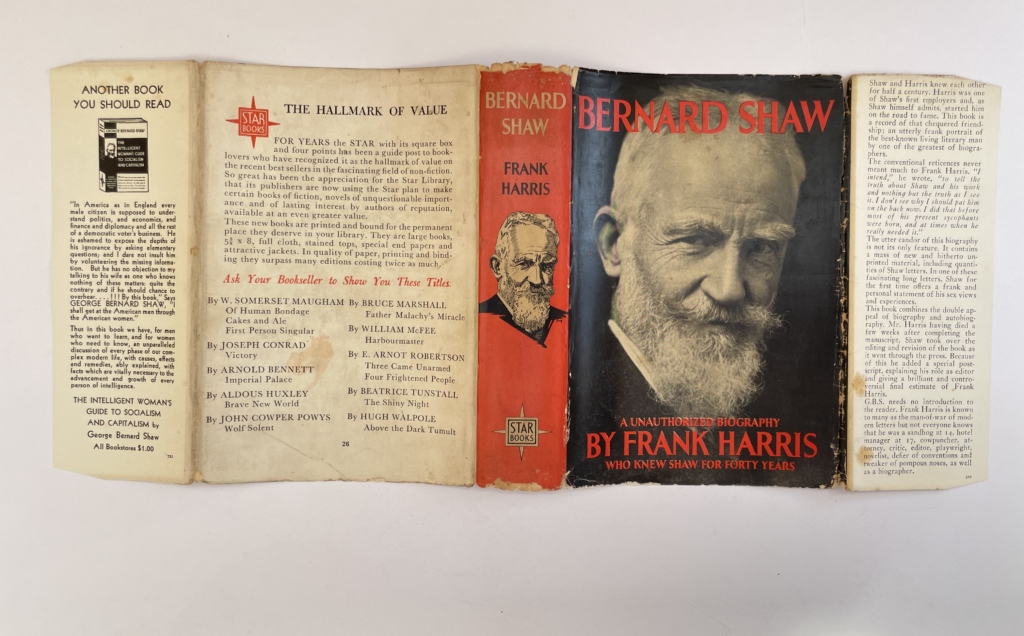 ANOTHER BOOK
YOU SHOULD READ
BERNARD SHAW
THE
INTELLIGENT
WOMAN'S GUIDE
TO SOCIALISM
AND CAPITALISM
"In America as in England every
male citizen is supposed to under-
stand politics, and economics, and
finance and diplomacy and all the rest
of a democratic voter's business. He
is ashamed to expose the depths of
his ignorance by asking elementary
questions; and I dare not insult him
by volunteering the missing informa-
tion. But he has no objection to my
talking to his wife as one who knows
nothing of these matters: quite the
contrary and if he should chance to
overhear. . . . !!! By this book," Says
GEORGE BERNARD SHAW, "I
shall get at the American men through
the American women."
Thus in this book we have, for men
who want to learn, and for women
who need to know, an unparalleled
discussion of every phase of our com-
plex modern life, with causes, effects
and remedies, ably explained, with
facts which are vitally necessary to the
advancement and growth of every
person of intelligence.
THE INTELLIGENT WOMAN'S
GUIDE TO SOCIALISM
AND CAPITALISM by
George Bernard Shaw
All Bookstores $1.00
STAR
BOOKS
THE HALLMARK OF VALUE
FOR YEARS the STAR with its square box
and four points has been a guide post to book-
lovers who have recognized it as the hallmark of value on
the recent best sellers in the fascinating field of non-fiction.
So great has been the appreciation for the Star Library,
that its publishers are now using the Star plan to make
certain books of fiction, novels of unquestionable import-
ance and of lasting interest by authors of reputation,
available at an even greater value.
These new books are printed and bound for the permanent
place they deserve in your library. They are large books,
5¾ x 8, full cloth, stained tops, special end papers and
attractive jackets. In quality of paper, printing and bind-
ing they surpass many editions costing twice as much.
Ask Your Bookseller to Show You These Titles
By W. SOMERSET MAUGHAM
Of Human Bondage
Cakes and Ale
First Person Singular
By JOSEPH CONRAD
Victory
By ARNOLD BENNETT
Imperial Palace
By ALDOUS HUXLEY
Brave New World
By JOHN COWPER POWYS
Wolf Solent
By BRUCE MARSHALL
Father Malachy's Miracle
By WILLIAM McFEE
Harbourmaster
By E. ARNOT ROBERTSON
Three Came Unarmed
Four Frightened People
By BEATRICE TUNSTALL
The Shiny Night
By HUGH WALPOLE
Above the Dark Tumult
26
BERNARD
SHAW
FRANK
HARRIS
STAR
BOOKS
BERNARD SHAW
A UNAUTHORIZED BIOGRAPHY
BY FRANK HARRIS
WHO KNEW SHAW FOR FORTY YEARS
Shaw and Harris knew each other
for half a century. Harris was one
of Shaw's first employers and, as
Shaw himself admits, started him
on the road to fame. This book is
a record of that chequered friend-
ship; an utterly frank portrait of
the best-known living literary man
by one of the greatest of biogra-
phers.
The conventional reticences never
meant much to Frank Harris. "I
intend," he wrote, "to tell the
truth about Shaw and his work
and nothing but the truth as I see
it. I don't see why I should pat him
on the back now. I did that before
most of his present sycophants
were born, and at times when he
really needed it."
The utter candor of this biography
is not its only feature. It contains
a mass of new and hitherto un-
printed material, including quanti-
ties of Shaw letters. In one of these
fascinating long letters, Shaw for
the first time offers a frank and
personal statement of his sex views
and experiences.
This book combines the double ap-
peal of biography and autobiog-
raphy. Mr. Harris having died a
few weeks after completing the
manuscript, Shaw took over the
editing and revision of the book as
it went through the press. Because
of this he added a special post-
script, explaining his role as editor
and giving a brilliant and contro-
versial final estimate of Frank
Harris.
G.B.S. needs no introduction to
the reader. Frank Harris is known
to many as the man-of-war of mod-
ern letters but not everyone knows
that he was a sandhog at 14, hotel
manager at 17, cowpuncher, at-
torney, critic, editor, playwright,
novelist, defier of conventions and
tweaker of pompous noses, as well
as a biographer.